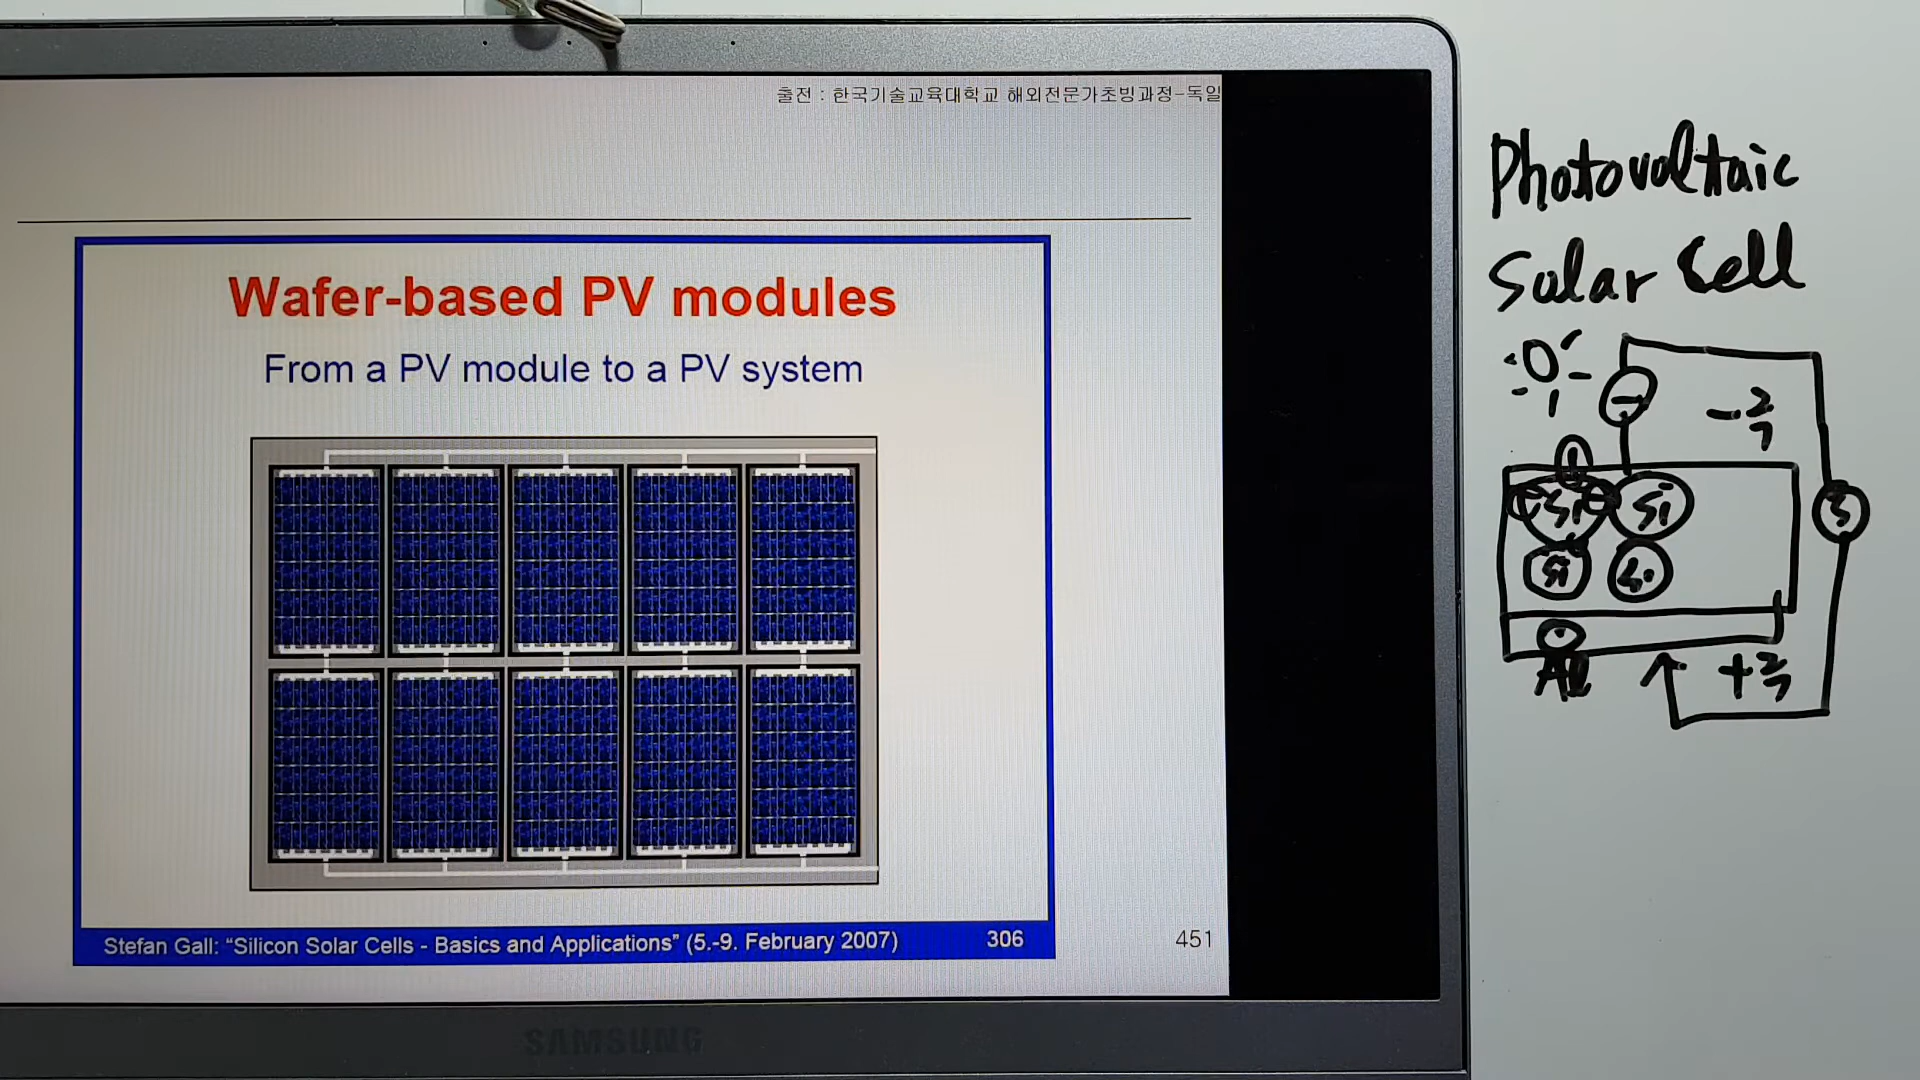 출전 : 한국기술교육대학교 해외전문가초빙과정-독일
Wafer-based PV modules
From a PV module to a PV system
Stefan Gall: “Silicon Solar Cells - Basics and Applications” (5.-9. February 2007)
306
451
SAMSUNG
Photovoltaic
Solar Cell
Si
Si
Si
Al